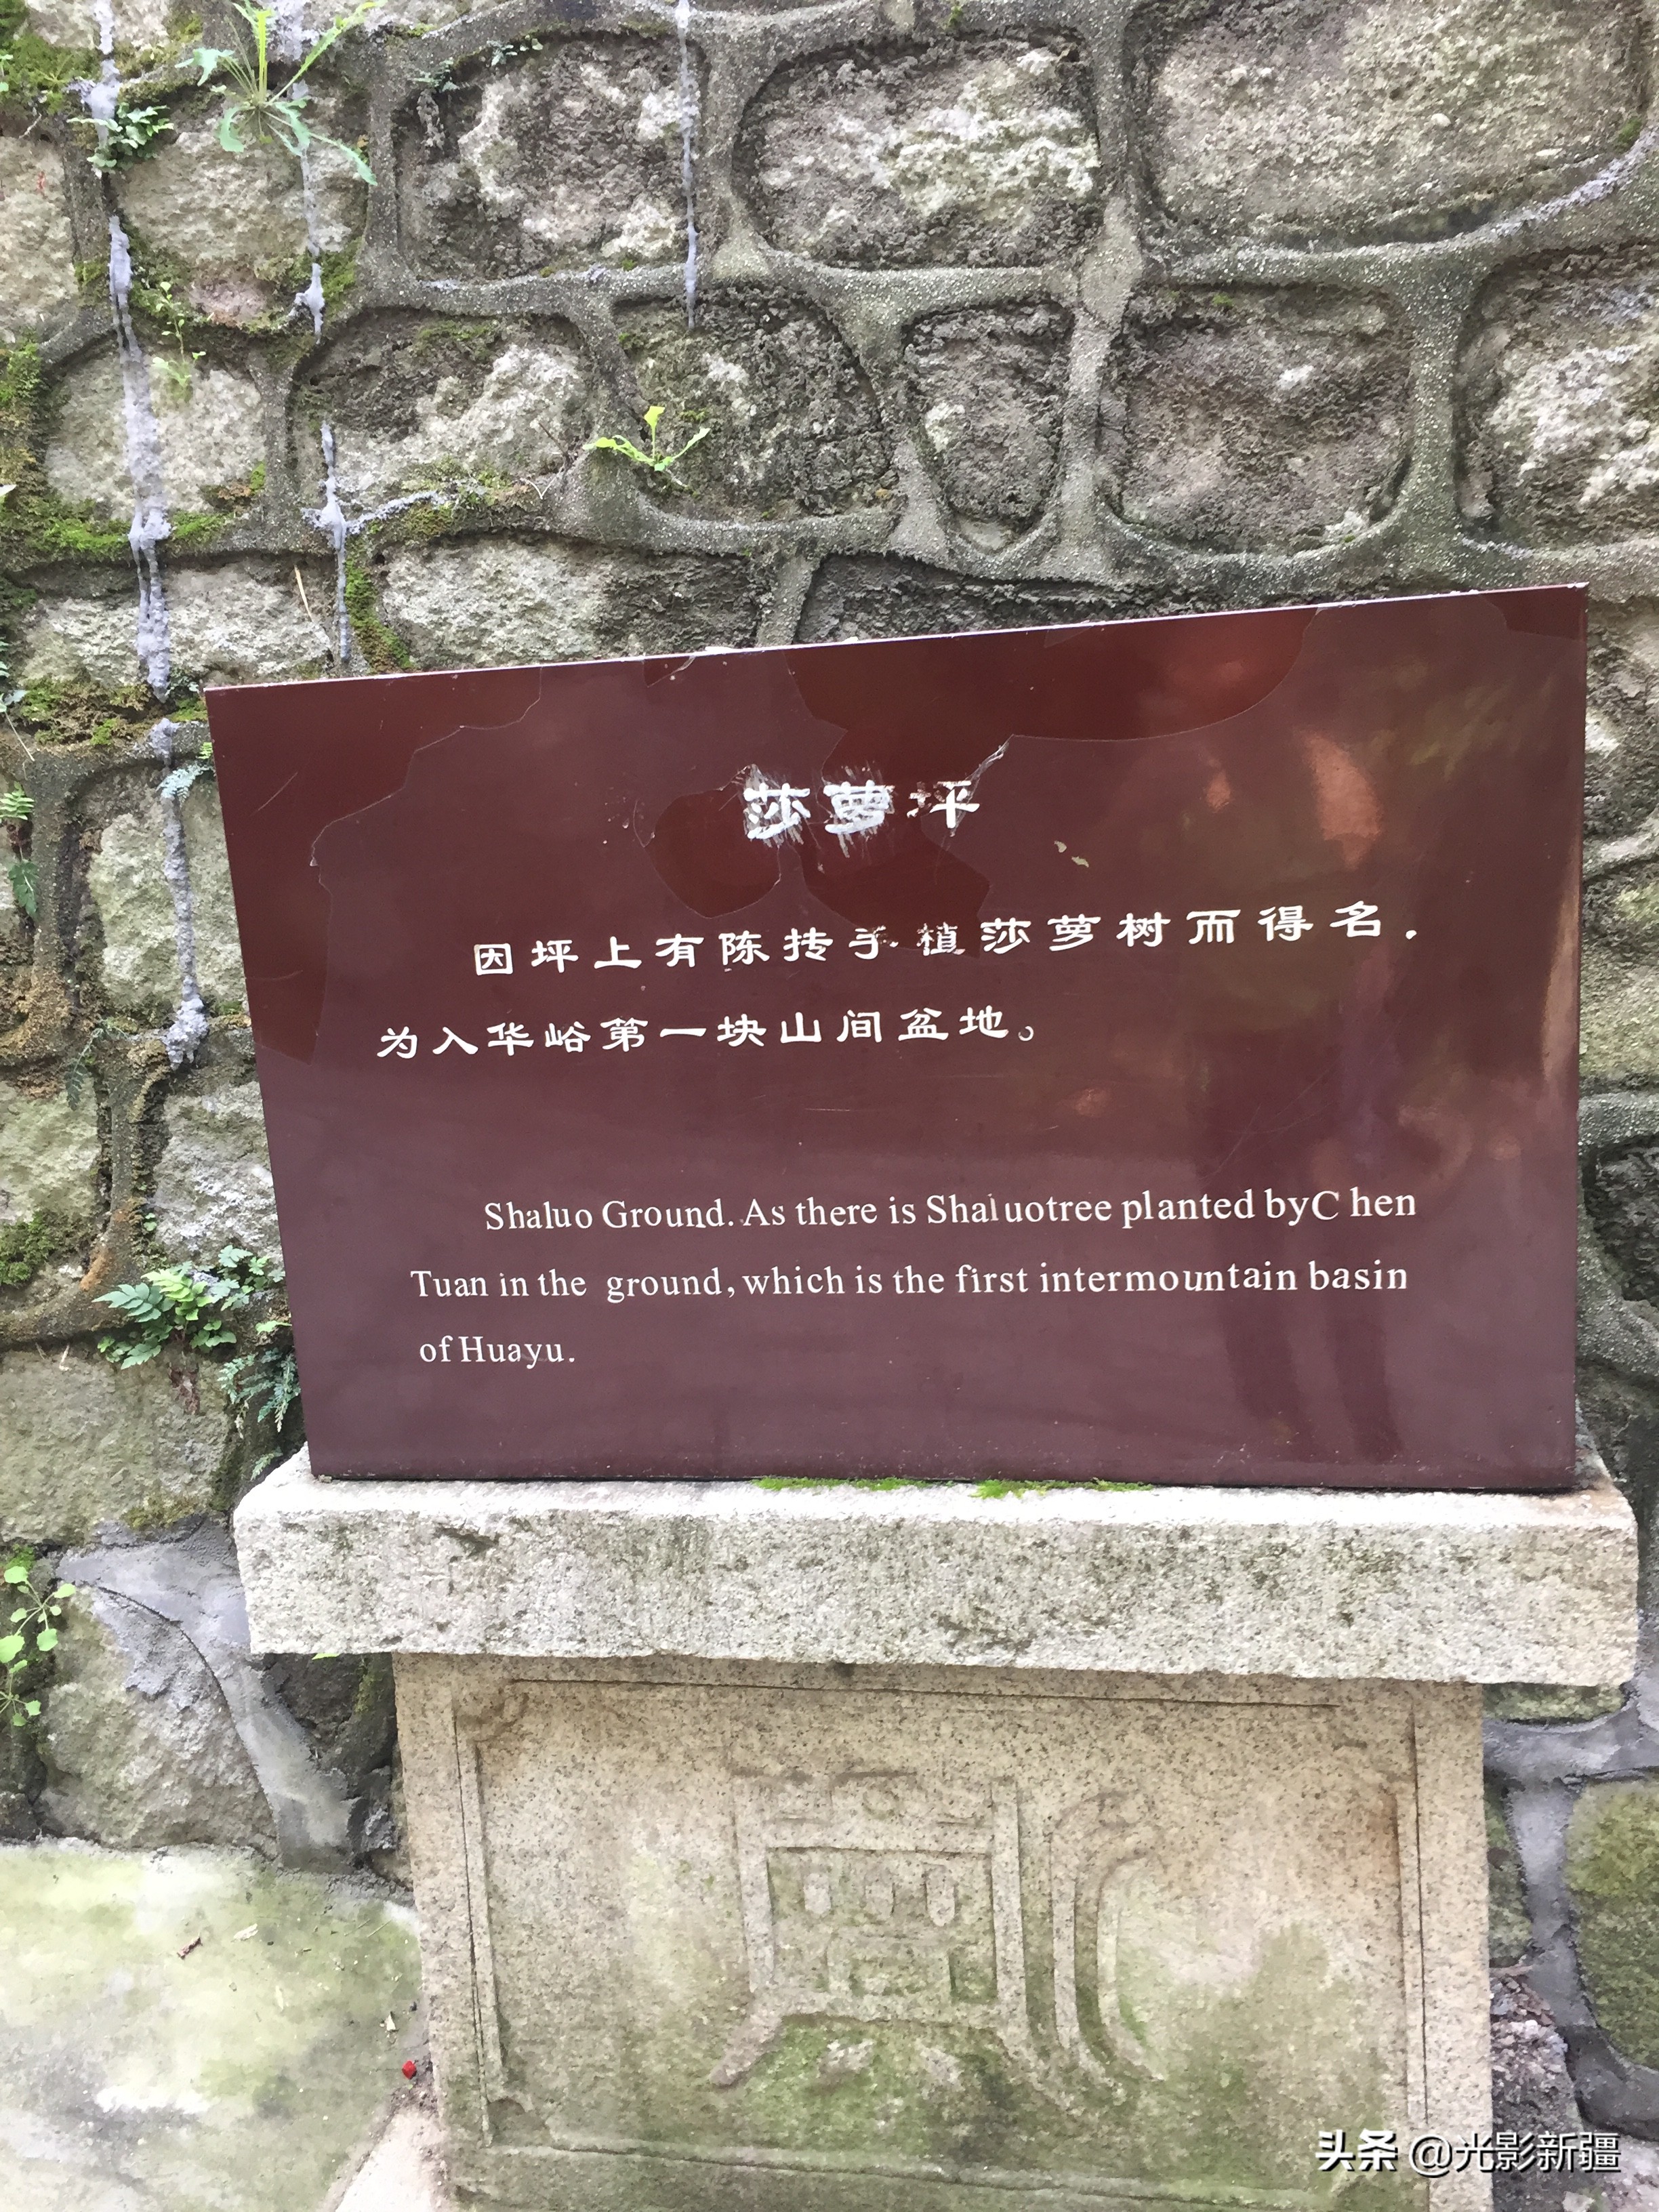 莎萝坪
因坪上有陈抟手植莎萝树而得名.
为入华峪第一块山间盆地。
Shaluo Ground. As there is Shaluotree planted byC hen
Tuan in the ground, which is the first intermountain basin
of Huayu.
头条 @光影新疆